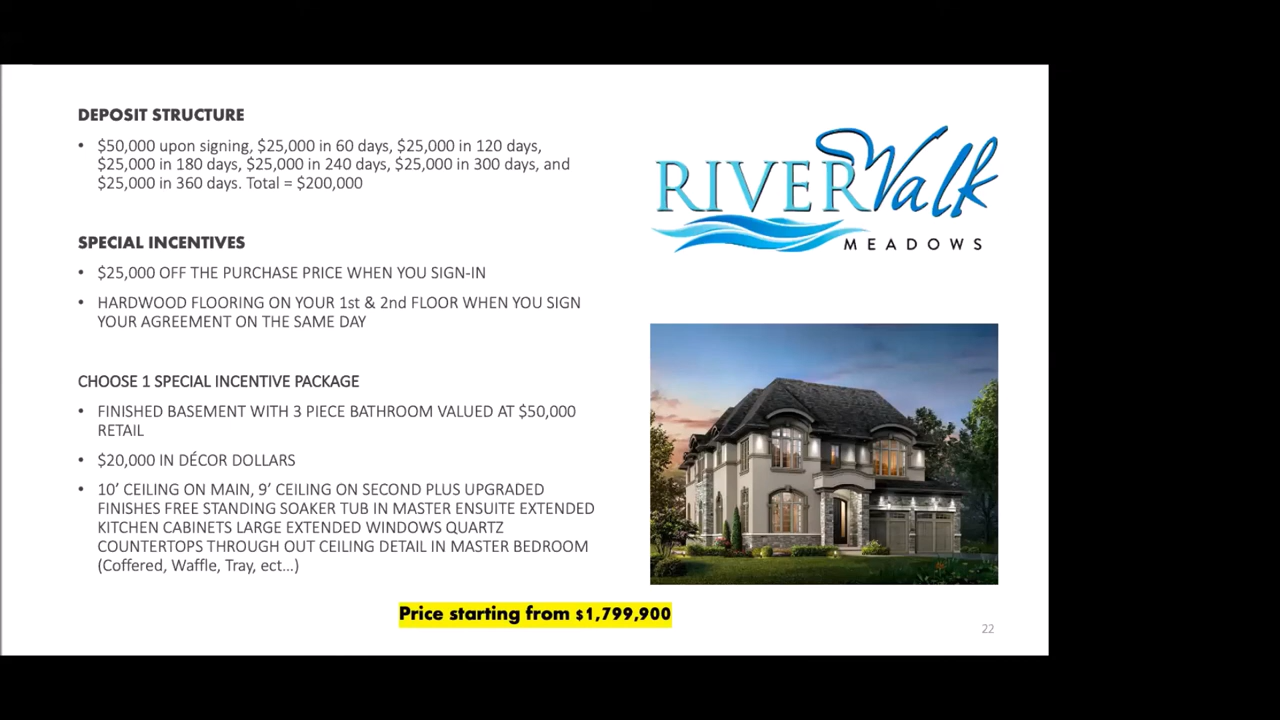 DEPOSIT STRUCTURE
• $50,000 upon signing, $25,000 in 60 days, $25,000 in 120 days,
$25,000 in 180 days, $25,000 in 240 days, $25,000 in 300 days, and
$25,000 in 360 days. Total = $200,000
SPECIAL INCENTIVES
• $25,000 OFF THE PURCHASE PRICE WHEN YOU SIGN-IN
• HARDWOOD FLOORING ON YOUR 1st & 2nd FLOOR WHEN YOU SIGN
YOUR AGREEMENT ON THE SAME DAY
CHOOSE 1 SPECIAL INCENTIVE PACKAGE
• FINISHED BASEMENT WITH 3 PIECE BATHROOM VALUED AT $50,000
RETAIL
• $20,000 IN DÉCOR DOLLARS
• 10’ CEILING ON MAIN, 9’ CEILING ON SECOND PLUS UPGRADED
FINISHES FREE STANDING SOAKER TUB IN MASTER ENSUITE EXTENDED
KITCHEN CABINETS LARGE EXTENDED WINDOWS QUARTZ
COUNTERTOPS THROUGH OUT CEILING DETAIL IN MASTER BEDROOM
(Coffered, Waffle, Tray, ect…)
RIVERWalk
MEADOWS
Price starting from $1,799,900
22